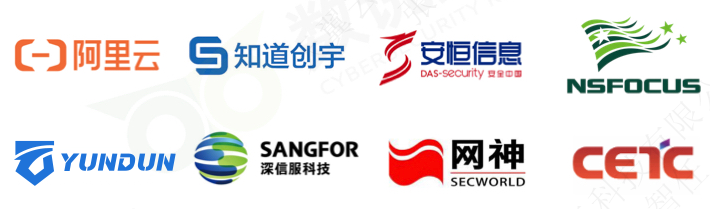 阿里云
知道创宇
安恒信息
DAS-security 安全中国
NSFOCUS
YUNDUN
SANGFOR
深信服科技
网神
SECWORLD
CETC